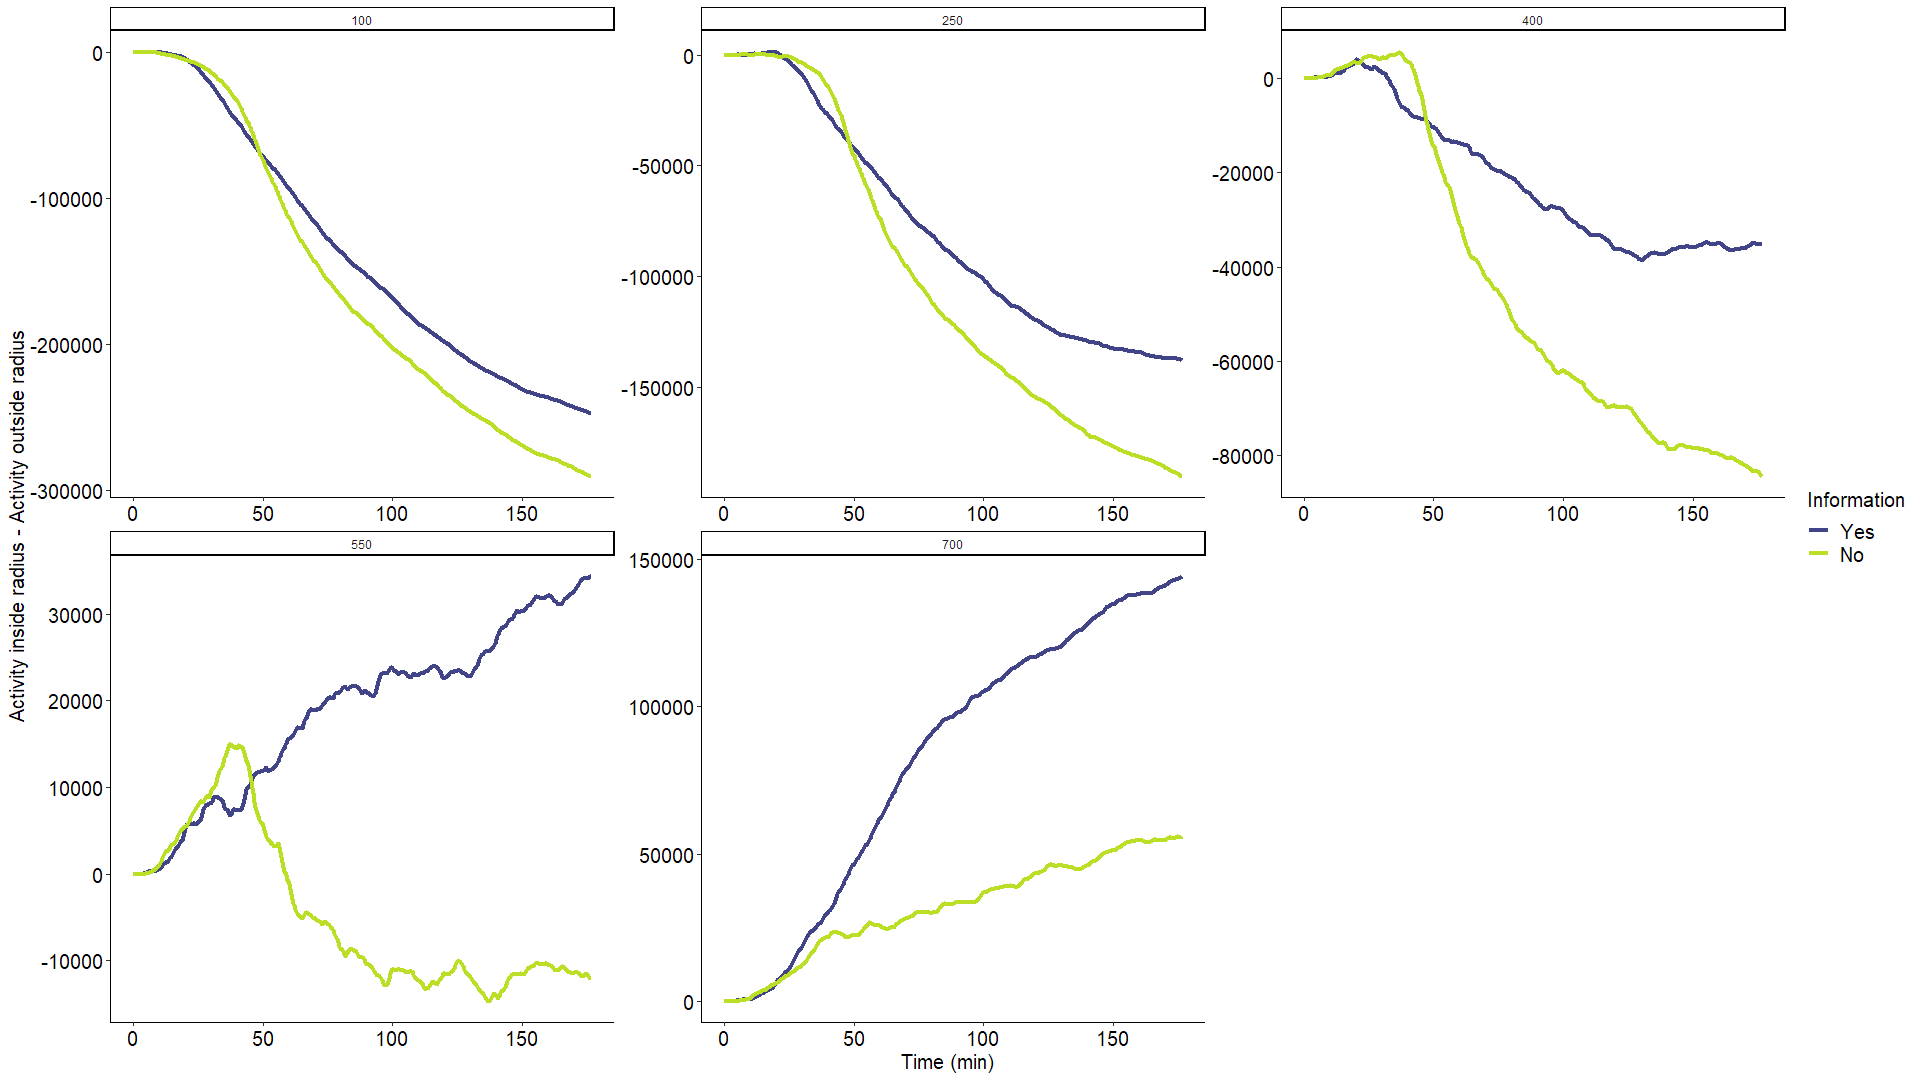 100
250
400
0
-100000
-200000
-300000
0
-50000
-100000
-150000
0
-20000
-40000
-60000
-80000
0 50 100 150
0 50 100 150
0 50 100 150
Information
Yes
No
550
700
30000
20000
10000
0
-10000
150000
100000
50000
0
0 50 100 150
0 50 100 150
Time (min)
Activity inside radius - Activity outside radius